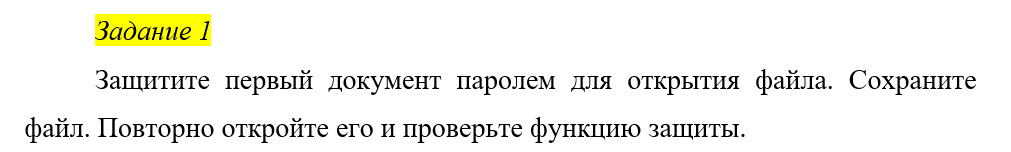 Задание 1
Защитите первый документ паролем для открытия файла. Сохраните
файл. Повторно откройте его и проверьте функцию защиты.